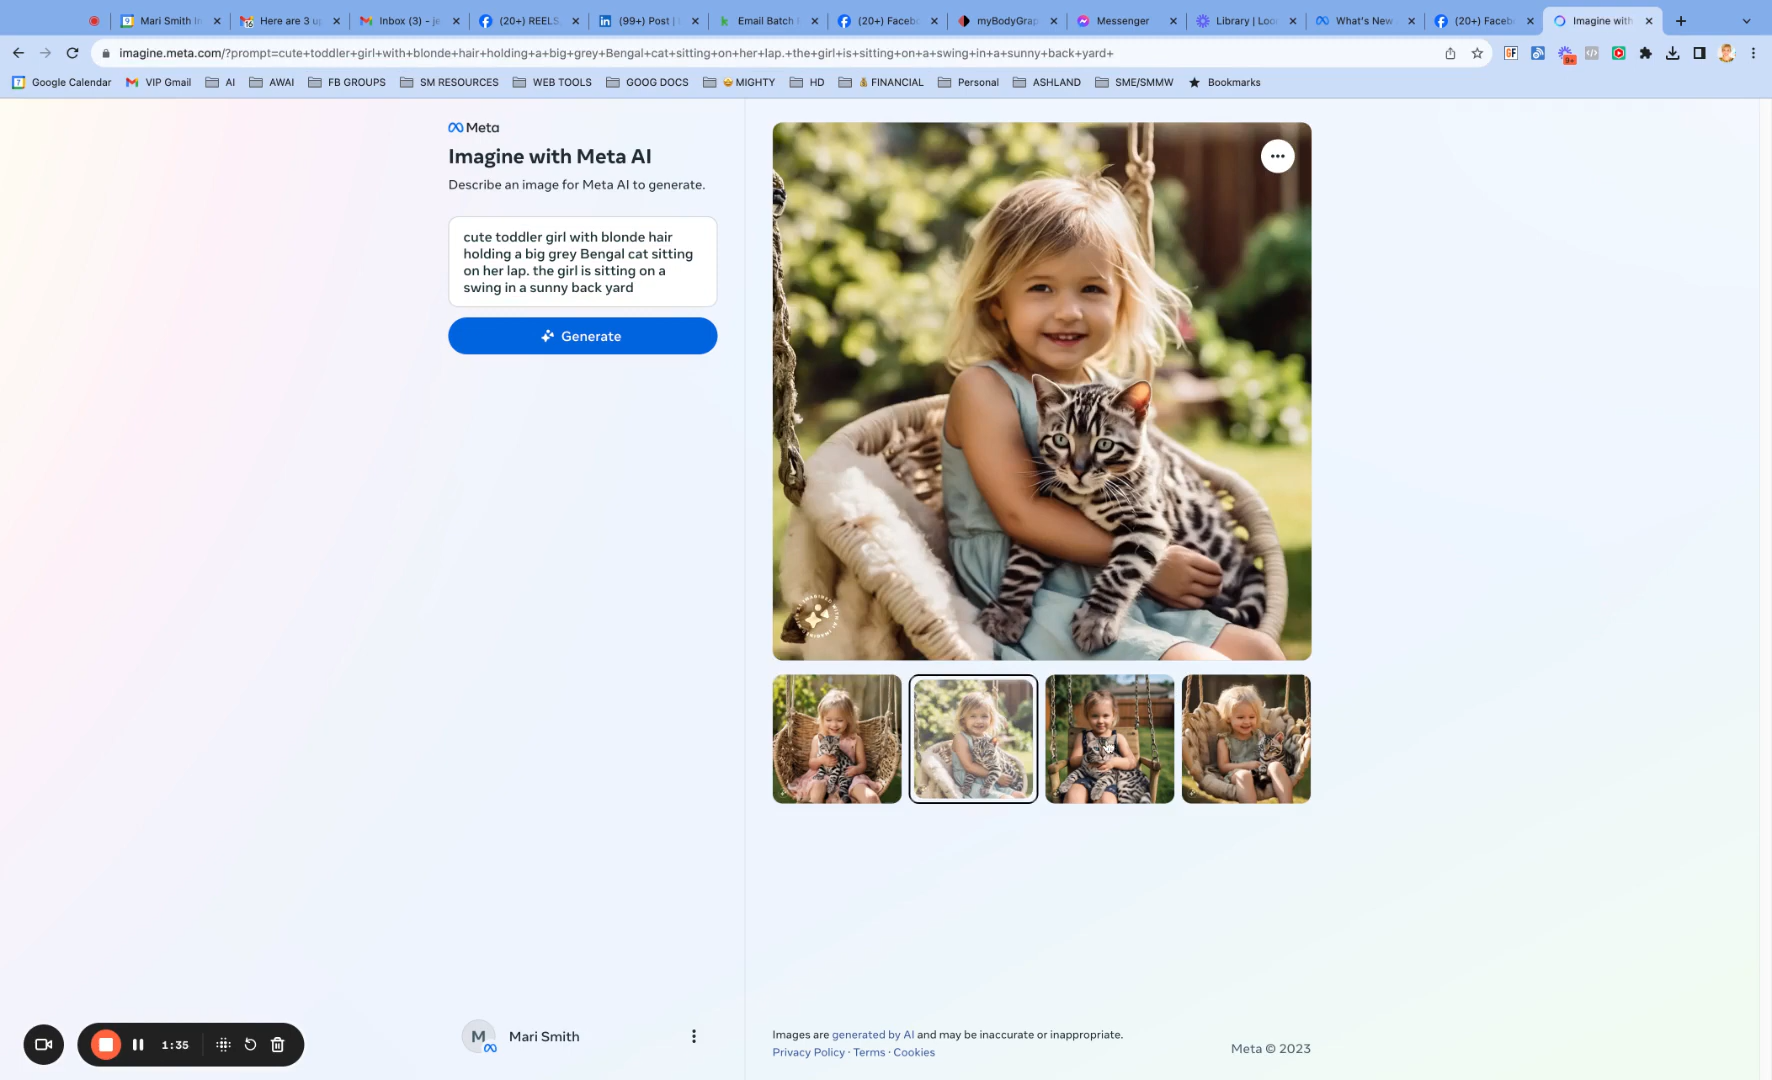 Mari Smith In
Here are 3 u
Inbox (3) - je
(20+) REELS
(99+) Post |
Email Batch
(20+) Facebo
myBodyGrap
Messenger
Library | Loo
What's New
(20+) Faceb
Imagine with
imagine.meta.com/?prompt=cute+toddler+girl+with+blonde+hair+holding+a+big+grey+Bengal+cat+sitting+on+her+lap.+the+girl+is+sitting+on+a+swing+in+a+sunny+back+yard+
GF
9+
Google Calendar
VIP Gmail
AI
AWAI
FB GROUPS
SM RESOURCES
WEB TOOLS
GOOG DOCS
MIGHTY
HD
FINANCIAL
Personal
ASHLAND
SME/SMMW
Bookmarks
Meta
Imagine with Meta AI
Describe an image for Meta AI to generate.
cute toddler girl with blonde hair
holding a big grey Bengal cat sitting
on her lap. the girl is sitting on a
swing in a sunny back yard
Generate
M
Mari Smith
1:35
Images are generated by AI and may be inaccurate or inappropriate.
Privacy Policy · Terms · Cookies
Meta © 2023